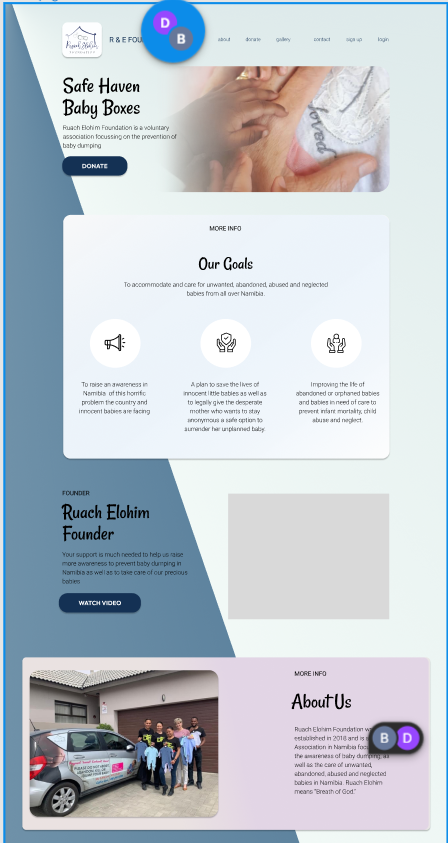 Ruach Elohim
R & E FOU
D
B
about
donate
gallery
contact
sign up
login
Safe Haven
Baby Boxes
Ruach Elohim Foundation is a voluntary
association focussing on the prevention of
baby dumping
DONATE
loved
MORE INFO
Our Goals
To accommodate and care for unwanted, abandoned, abused and neglected
babies from all over Namibia.
To raise an awareness in
Namibia of this horrific
problem the country and
innocent babies are facing
A plan to save the lives of
innocent little babies as well as
to legally give the desperate
mother who wants to stay
anonymous a safe option to
surrender her unplanned baby.
Improving the life of
abandoned or orphaned babies
and babies in need of care to
prevent infant mortality, child
abuse and neglect.
FOUNDER
Ruach Elohim
Founder
Your support is much needed to help us raise
more awareness to prevent baby dumping in
Namibia as well as to take care of our precious
babies
WATCH VIDEO
MORE INFO
About Us
Ruach Elohim Foundation
established in 2018 and is
Association in Namibia
the awareness of baby dumping, as
well as the care of unwanted,
abandoned, abused and neglected
babies in Namibia. Ruach Elohim
means "Breath of God."
B
D